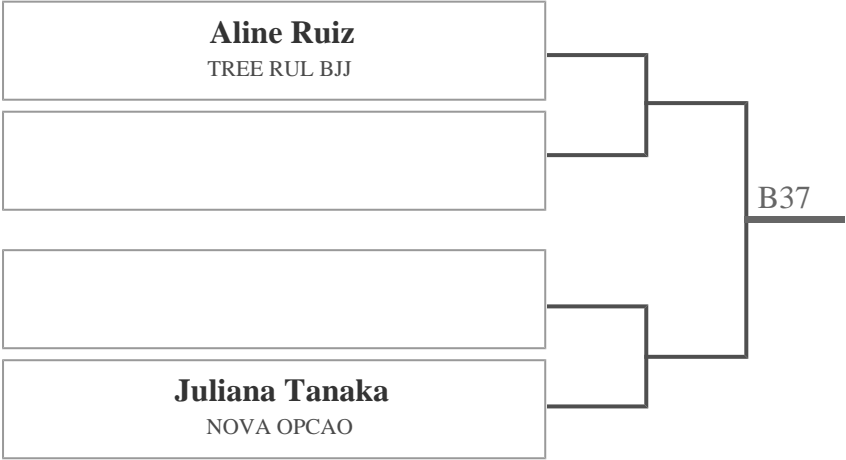 Aline Ruiz
TREE RUL BJJ
B37
Juliana Tanaka
NOVA OPCAO